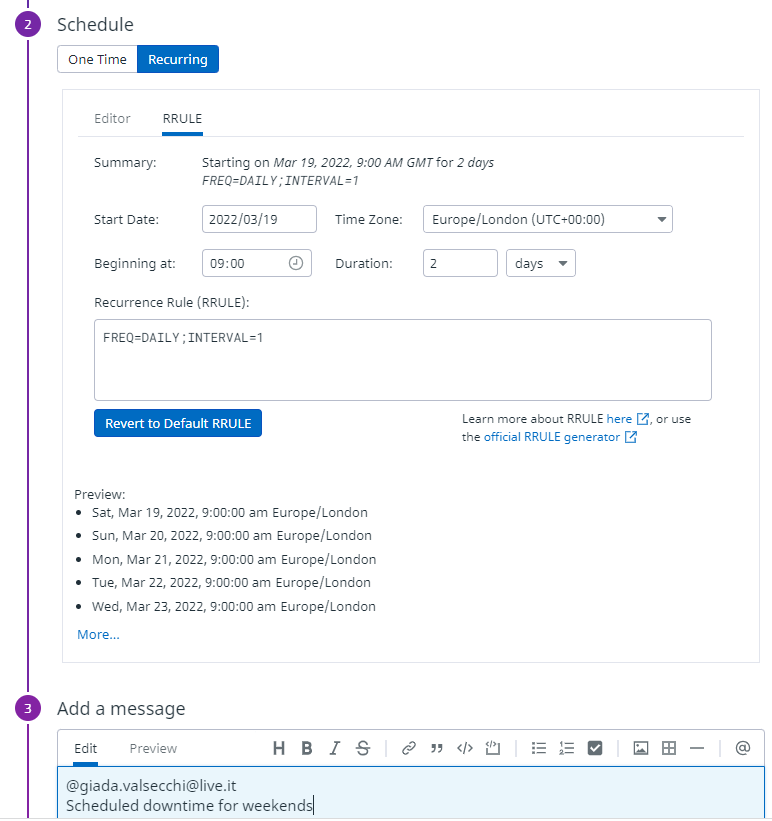 2 Schedule
One Time Recurring
Editor RRULE
Summary: Starting on Mar 19, 2022, 9:00 AM GMT for 2 days
FREQ=DAILY;INTERVAL=1
Start Date: 2022/03/19 Time Zone: Europe/London (UTC+00:00)
Beginning at: 09:00 Duration: 2 days
Recurrence Rule (RRULE):
FREQ=DAILY;INTERVAL=1
Revert to Default RRULE
Learn more about RRULE here, or use
the official RRULE generator
Preview:
• Sat, Mar 19, 2022, 9:00:00 am Europe/London
• Sun, Mar 20, 2022, 9:00:00 am Europe/London
• Mon, Mar 21, 2022, 9:00:00 am Europe/London
• Tue, Mar 22, 2022, 9:00:00 am Europe/London
• Wed, Mar 23, 2022, 9:00:00 am Europe/London
More...
3 Add a message
Edit Preview H B I S @
@giada.valsecchi@live.it
Scheduled downtime for weekends